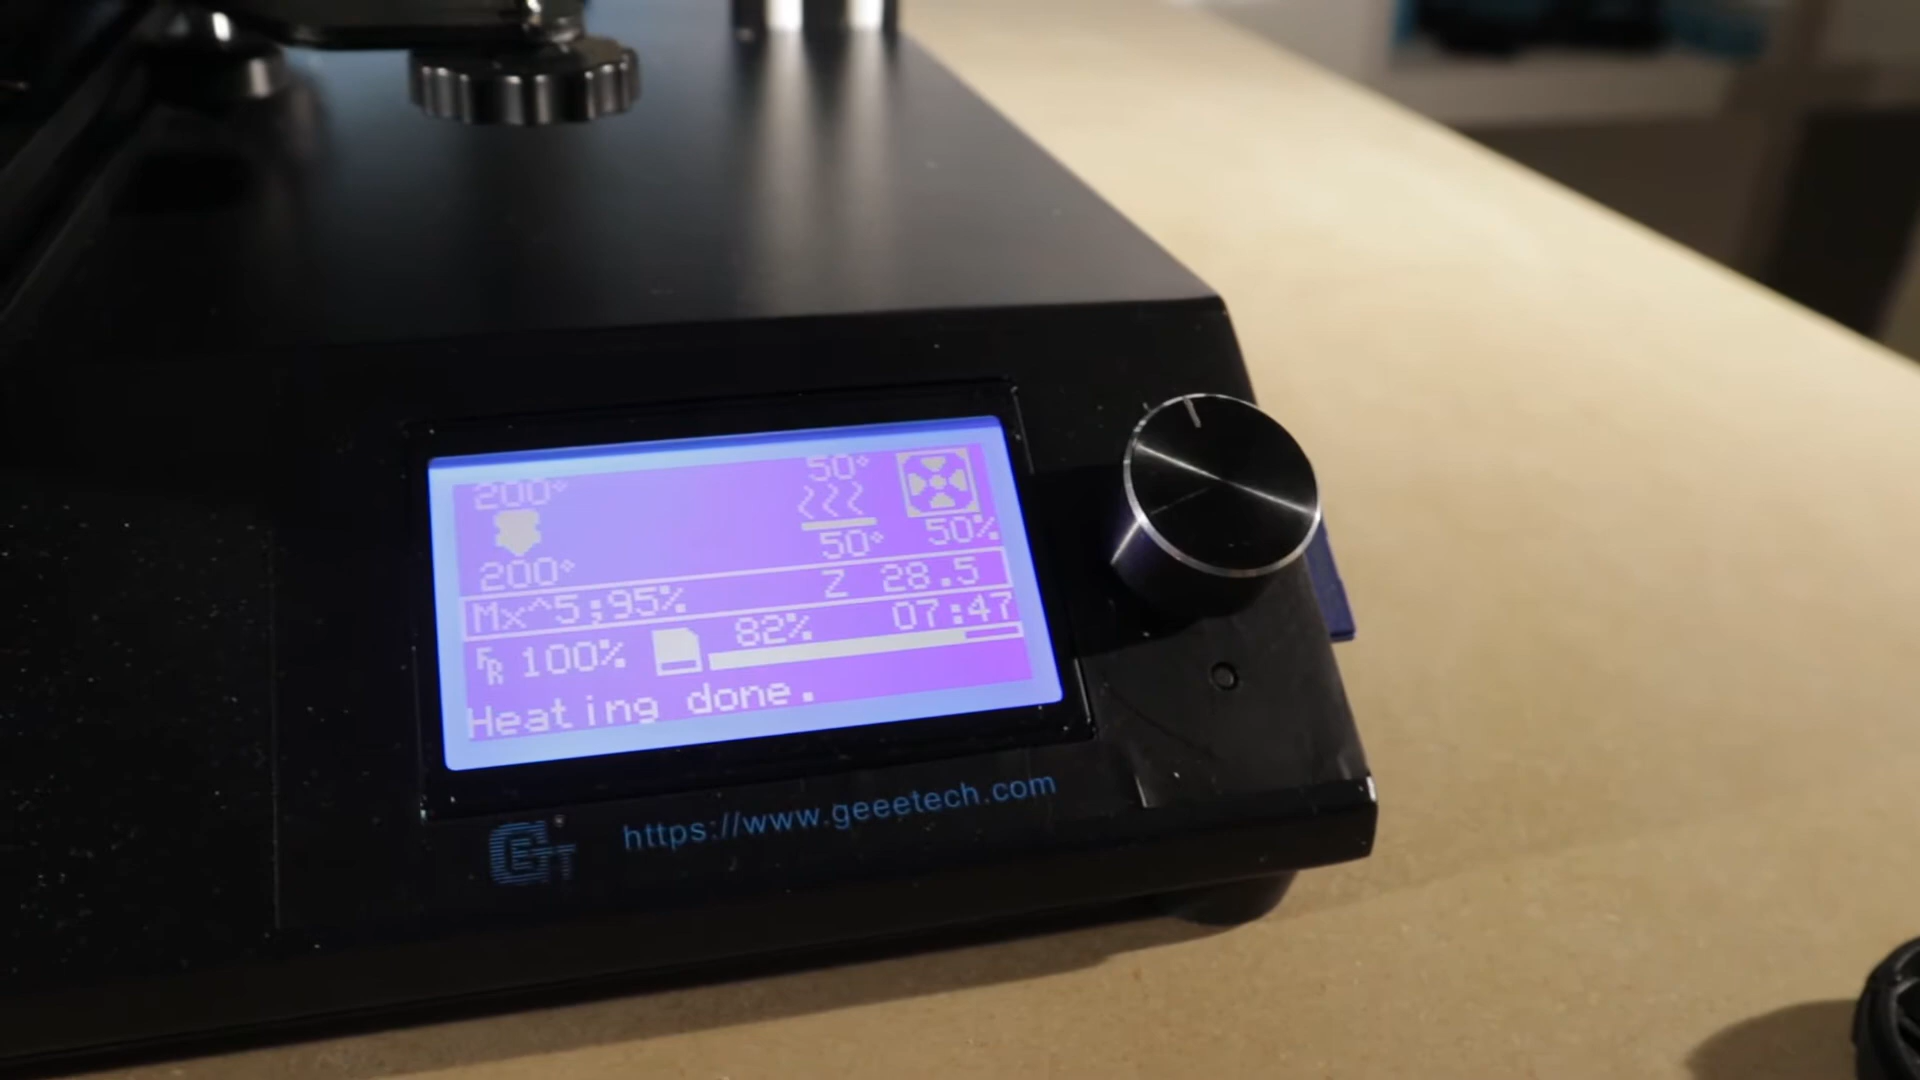 200° 50°
50° 50%
200°
Mx^5;95% Z 28.5
FR 100% 82% 07:47
Heating done.
https://www.geeetech.com